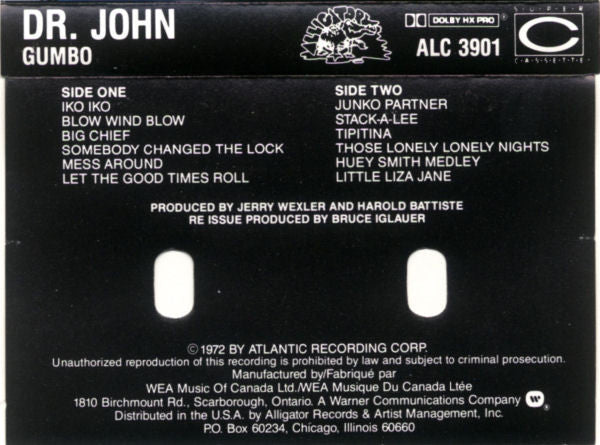 DR. JOHN
GUMBO
ALLIGATOR
DOLBY HX PRO
ALC 3901
SUPER
C
CASSETTE
SIDE ONE
IKO IKO
BLOW WIND BLOW
BIG CHIEF
SOMEBODY CHANGED THE LOCK
MESS AROUND
LET THE GOOD TIMES ROLL
SIDE TWO
JUNKO PARTNER
STACK-A-LEE
TIPITINA
THOSE LONELY LONELY NIGHTS
HUEY SMITH MEDLEY
LITTLE LIZA JANE
PRODUCED BY JERRY WEXLER AND HAROLD BATTISTE
RE ISSUE PRODUCED BY BRUCE IGLAUER
© 1972 BY ATLANTIC RECORDING CORP.
Unauthorized reproduction of this recording is prohibited by law and subject to criminal prosecution.
Manufactured by/Fabriqué par
WEA Music Of Canada Ltd./WEA Musique Du Canada Ltée
1810 Birchmount Rd., Scarborough, Ontario. A Warner Communications Company
Distributed in the U.S.A. by Alligator Records & Artist Management, Inc.
P.O. Box 60234, Chicago, Illinois 60660